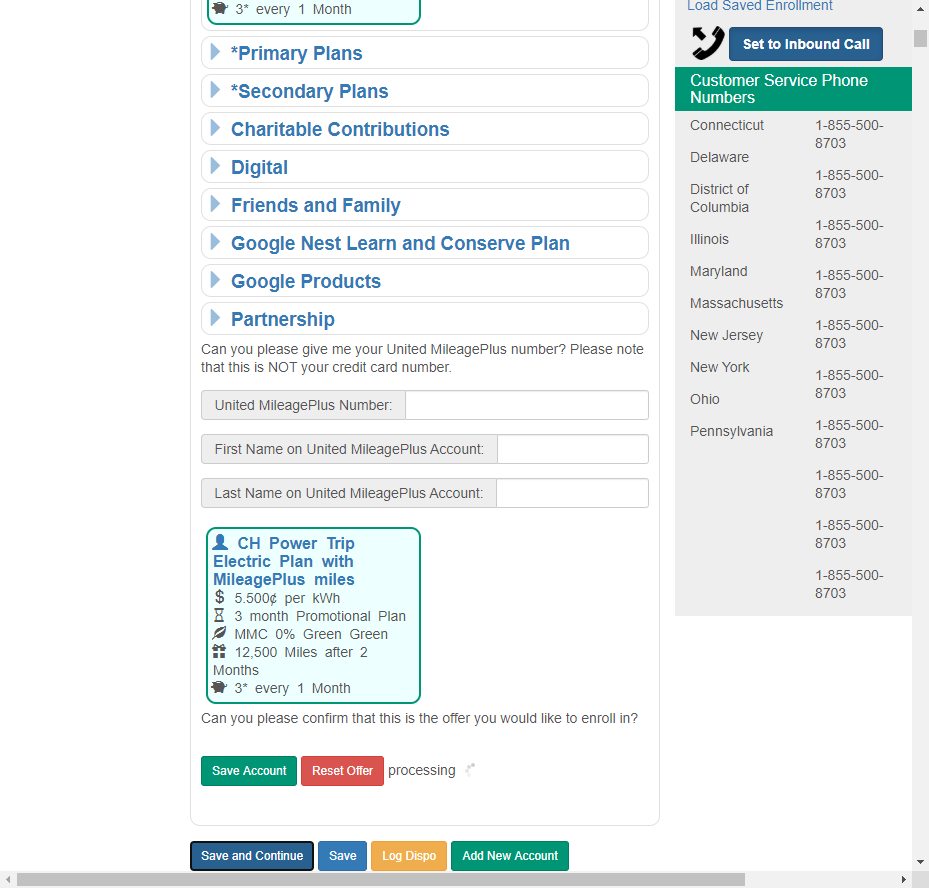 3* every 1 Month
*Primary Plans
*Secondary Plans
Charitable Contributions
Digital
Friends and Family
Google Nest Learn and Conserve Plan
Google Products
Partnership
Can you please give me your United MileagePlus number? Please note
that this is NOT your credit card number.
United MileagePlus Number:
First Name on United MileagePlus Account:
Last Name on United MileagePlus Account:
CH Power Trip
Electric Plan with
MileagePlus miles
$ 5.500¢ per kWh
3 month Promotional Plan
MMC 0% Green Green
12,500 Miles after 2
Months
3* every 1 Month
Can you please confirm that this is the offer you would like to enroll in?
Save Account
Reset Offer
processing
Save and Continue
Save
Log Dispo
Add New Account
Load Saved Enrollment
Set to Inbound Call
Customer Service Phone
Numbers
Connecticut
Delaware
District of
Columbia
Illinois
Maryland
Massachusetts
New Jersey
New York
Ohio
Pennsylvania
1-855-500-
8703
1-855-500-
8703
1-855-500-
8703
1-855-500-
8703
1-855-500-
8703
1-855-500-
8703
1-855-500-
8703
1-855-500-
8703
1-855-500-
8703
1-855-500-
8703